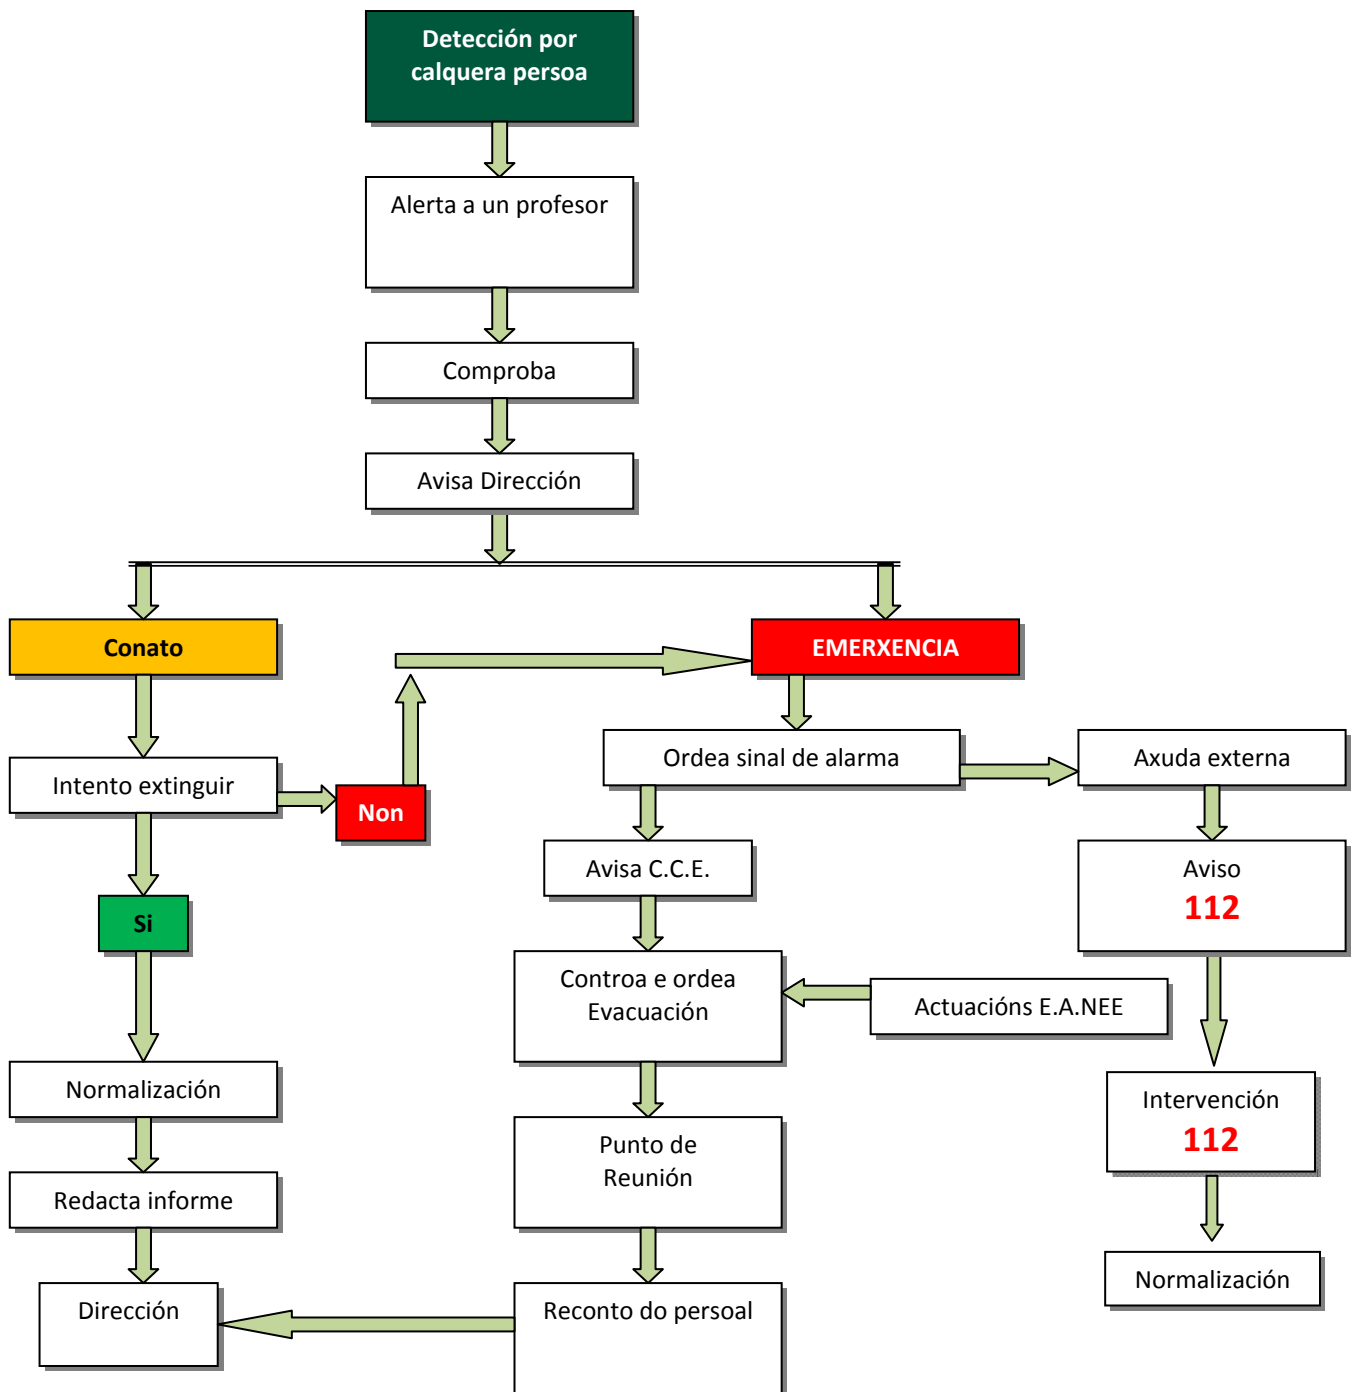 Detección por
calquera persoa
Alerta a un profesor
Comproba
Avisa Dirección
Conato
EMERXENCIA
Intento extinguir
Non
Ordea sinal de alarma
Axuda externa
Si
Avisa C.C.E.
Aviso
112
Controa e ordea
Evacuación
Actuacións E.A.NEE
Normalización
Intervención
112
Punto de
Reunión
Redacta informe
Normalización
Dirección
Reconto do persoal